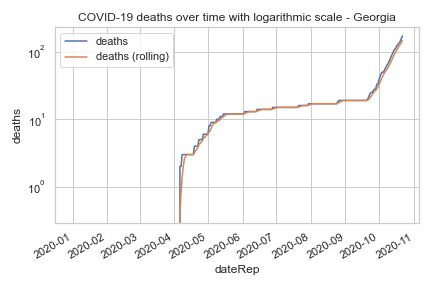 COVID-19 deaths over time with logarithmic scale - Georgia
deaths
deaths (rolling)
10²
10¹
10⁰
deaths
2020-01
2020-02
2020-03
2020-04
2020-05
2020-06
2020-07
2020-08
2020-09
2020-10
2020-11
dateRep